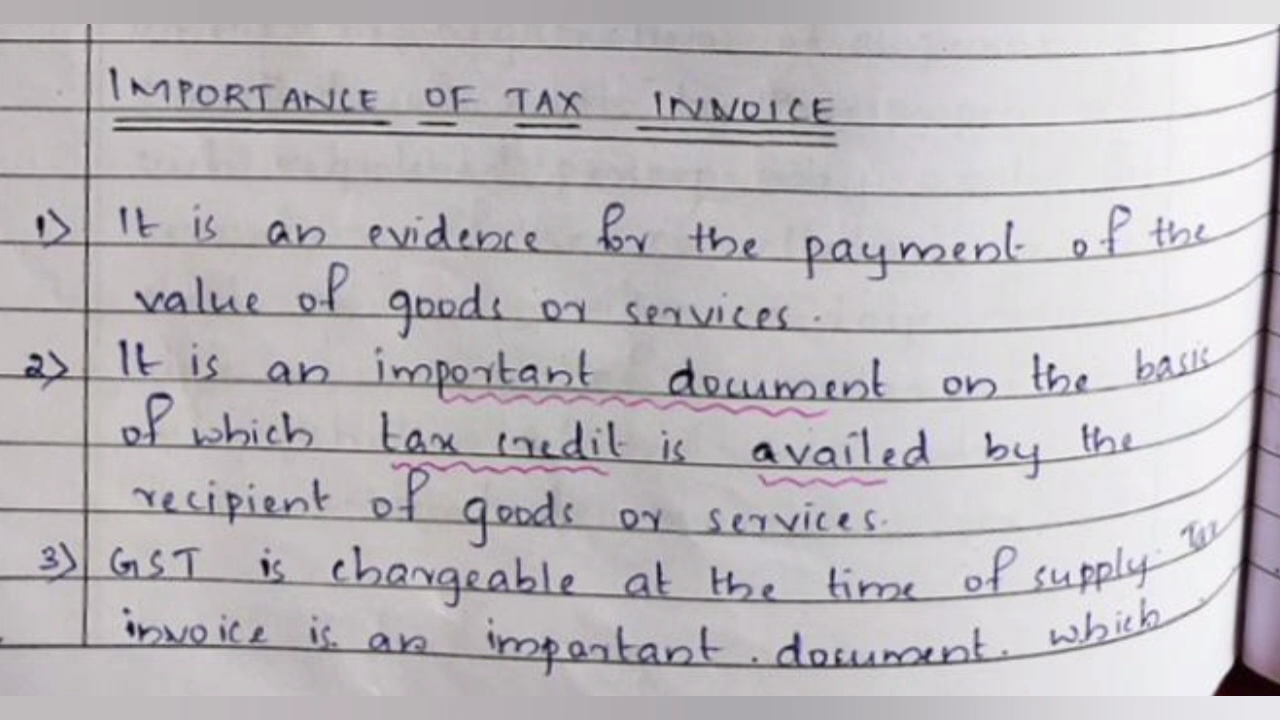 IMPORTANCE OF TAX INVOICE
1) It is an evidence for the payment of the
value of goods or services.
2) It is an important document on the basis
of which tax credit is availed by the
recipient of goods or services.
3) GST is chargeable at the time of supply. Tax
invoice is an important. document. which